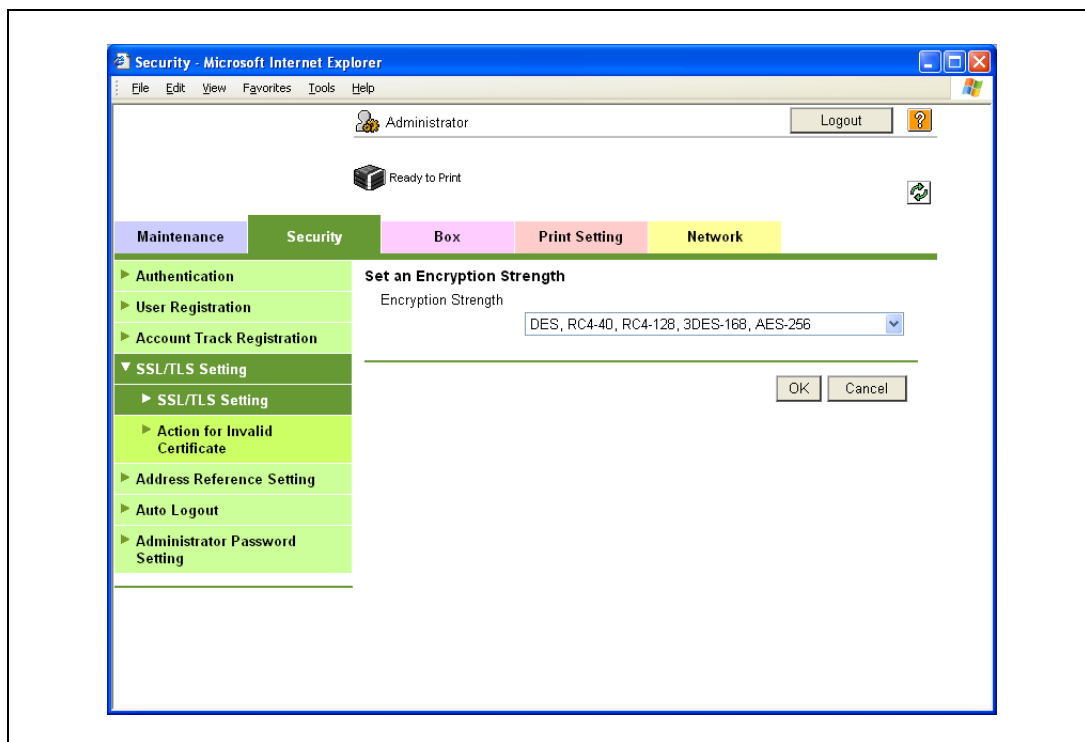 Security - Microsoft Internet Explorer
File Edit View Favorites Tools Help
Administrator
Logout
?
Ready to Print
Maintenance
Security
Box
Print Setting
Network
Authentication
User Registration
Account Track Registration
SSL/TLS Setting
SSL/TLS Setting
Action for Invalid
Certificate
Address Reference Setting
Auto Logout
Administrator Password
Setting
Set an Encryption Strength
Encryption Strength
DES, RC4-40, RC4-128, 3DES-168, AES-256
OK
Cancel